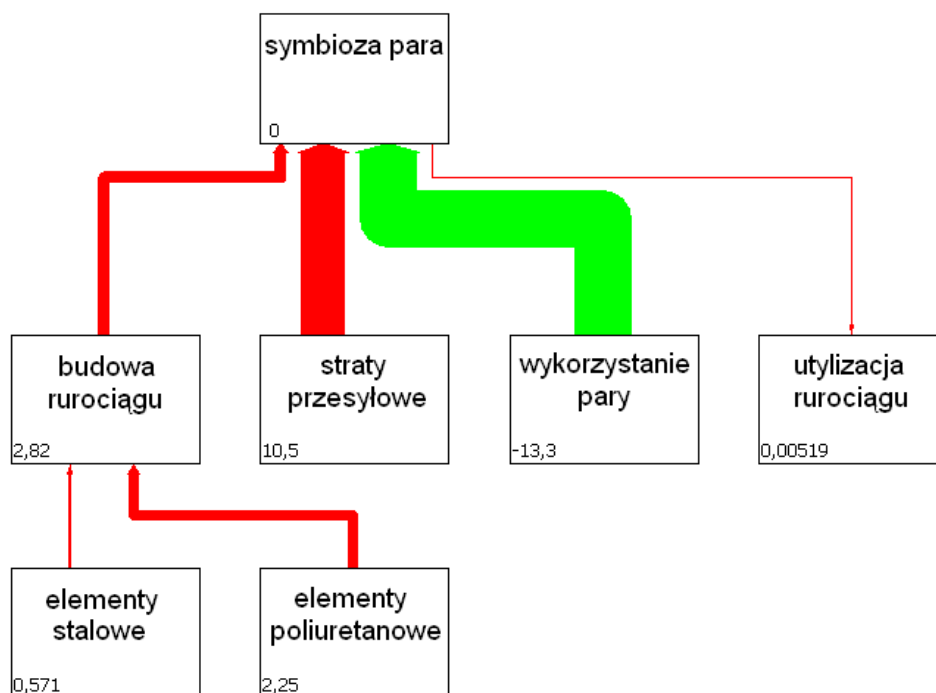 symbioza para
0
budowa
rurociągu
2,82
straty
przesyłowe
10,5
wykorzystanie
pary
-13,3
utylizacja
rurociągu
0,00519
elementy
stalowe
0,571
elementy
poliuretanowe
2,25